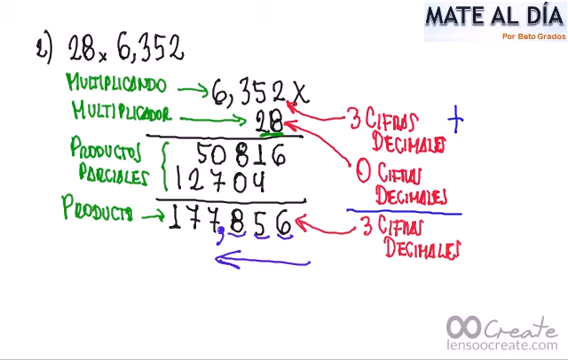 MATE AL DÍA
Por Beto Grados
2) 28 x 6,352
MULTIPLICANDO → 6,352 X
MULTIPLICADOR → 28
3 CIFRAS DECIMALES +
0 CIFRAS DECIMALES
PRODUCTOS PARCIALES { 50816
12704
PRODUCTO → 177,856
3 CIFRAS DECIMALES
Create
lensoocreate.com